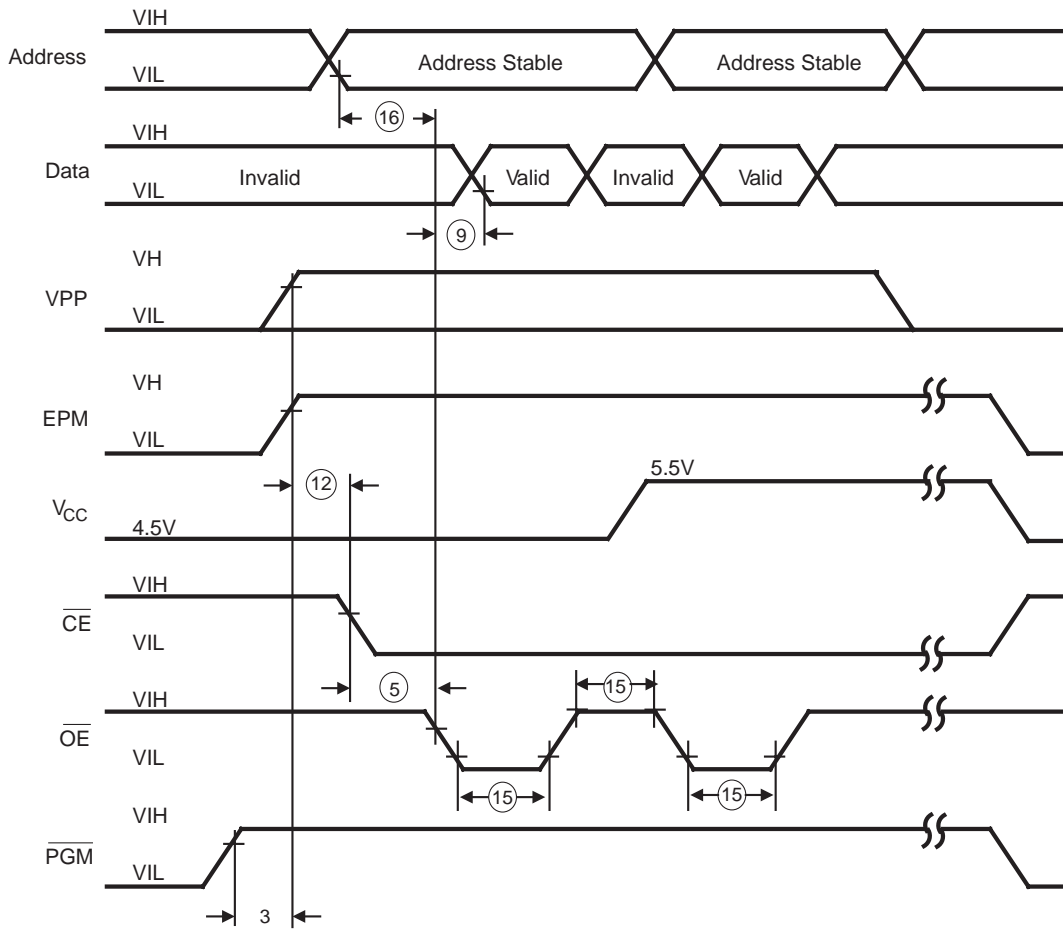 VIH
Address
VIL
Address Stable
Address Stable
16
VIH
Data
VIL
Invalid
Valid
Invalid
Valid
9
VH
VPP
VIL
VH
EPM
VIL
12
5.5V
VCC
4.5V
VIH
CE
VIL
5
VIH
15
OE
VIL
15
15
VIH
PGM
VIL
3